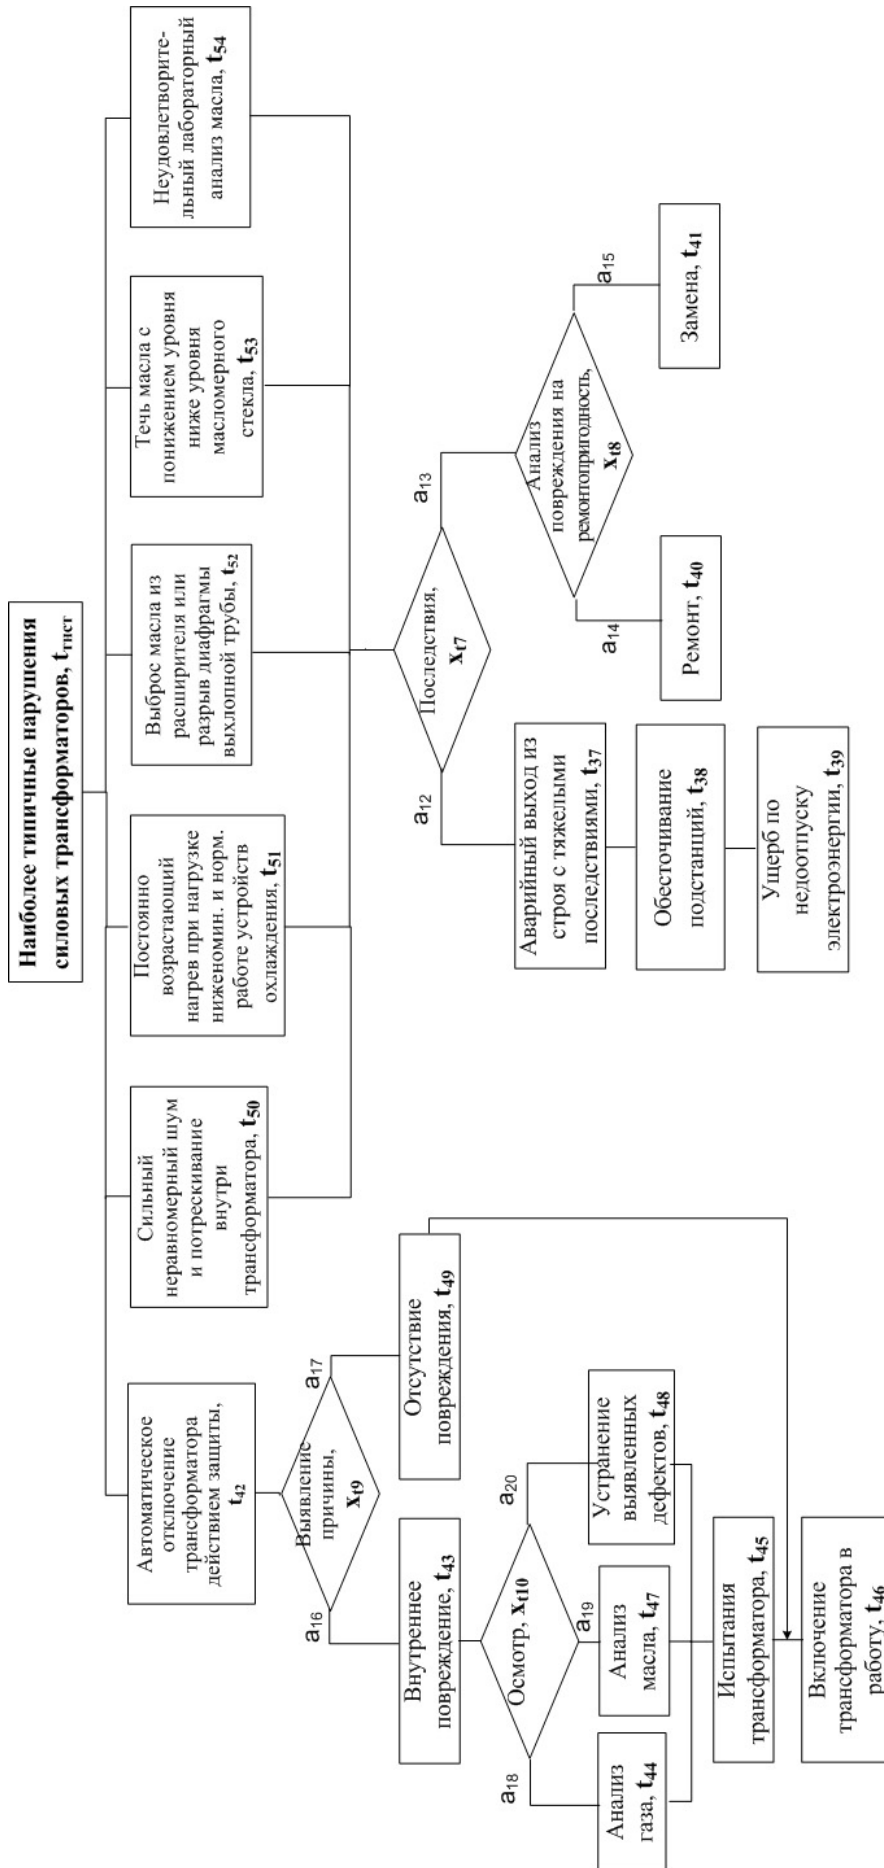 Наиболее типичные нарушения
силовых трансформаторов, tтнст
Автоматическое
отключение
трансформатора
действием защиты,
t42
Сильный
неравномерный шум
и потрескивание
внутри
трансформатора, t50
Постоянно
возрастающий
нагрев при нагрузке
ниженомин. и норм.
работе устройств
охлаждения, t51
Выброс масла из
расширителя или
разрыв диафрагмы
выхлопной трубы, t52
Течь масла с
понижением уровня
ниже уровня
масломерного
стекла, t53
Неудовлетворите-
льный лабораторный
анализ масла, t54
Выявление
причины,
xt9
a16
a17
Внутреннее
повреждение, t43
Отсутствие
повреждения, t49
Осмотр, xt10
a18
a19
a20
Анализ
газа, t44
Анализ
масла, t47
Устранение
выявленных
дефектов, t48
Испытания
трансформатора, t45
Включение
трансформатора в
работу, t46
Последствия,
xt7
a12
a13
Аварийный выход из
строя с тяжелыми
последствиями, t37
Обесточивание
подстанций, t38
Ущерб по
недоотпуску
электроэнергии, t39
Анализ
повреждения на
ремонтопригодность,
xt8
a14
a15
Ремонт, t40
Замена, t41